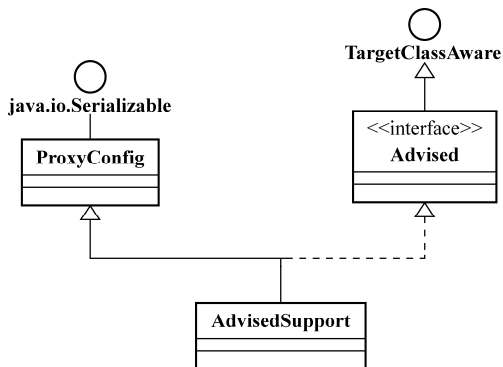 TargetClassAware
java.io.Serializable
<<interface>>
Advised
ProxyConfig
AdvisedSupport